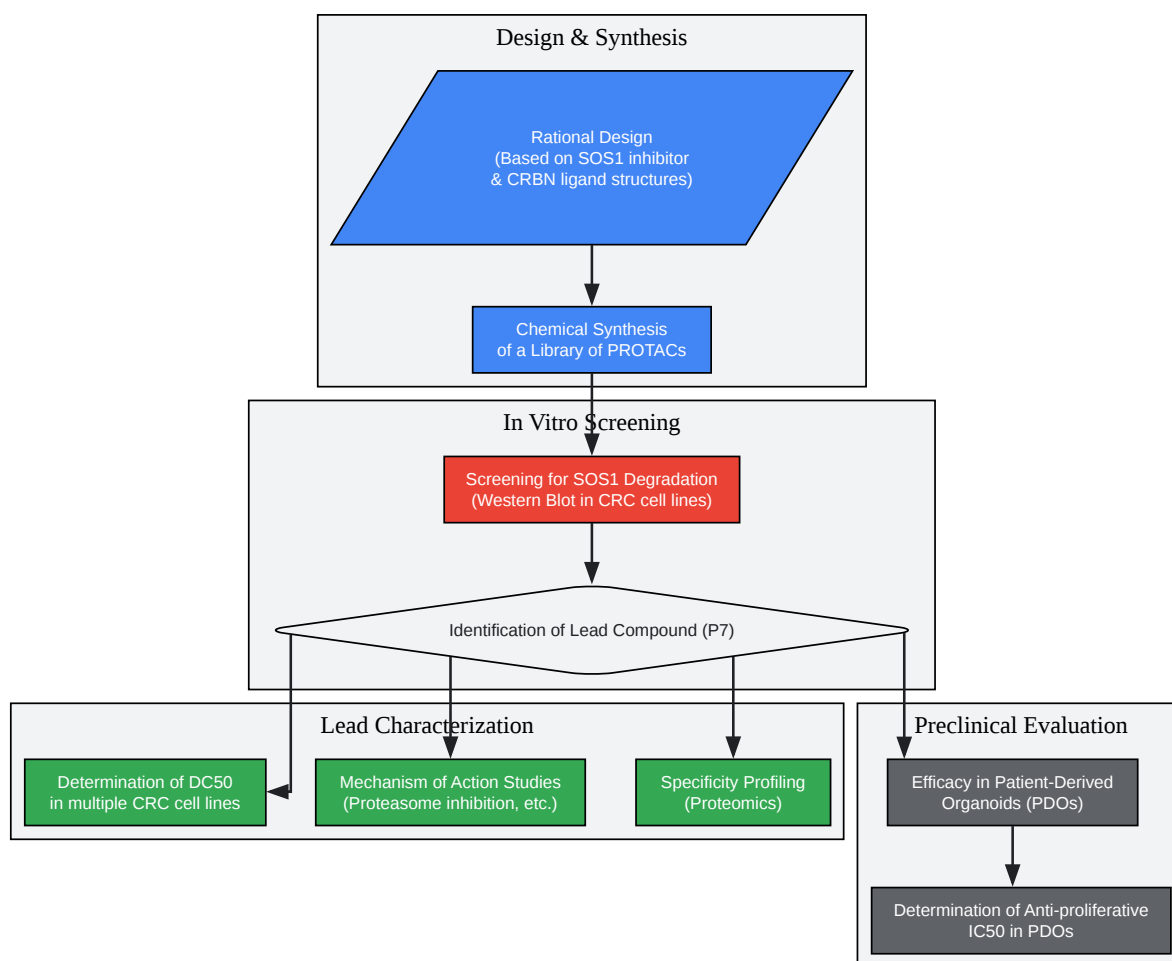 Design & Synthesis
Rational Design
(Based on SOS1 inhibitor
& CRBN ligand structures)
Chemical Synthesis
of a Library of PROTACs
In Vitro Screening
Screening for SOS1 Degradation
(Western Blot in CRC cell lines)
Identification of Lead Compound (P7)
Lead Characterization
Determination of DC50
in multiple CRC cell lines
Mechanism of Action Studies
(Proteasome inhibition, etc.)
Specificity Profiling
(Proteomics)
Preclinical Evaluation
Efficacy in Patient-Derived
Organoids (PDOs)
Determination of Anti-proliferative
IC50 in PDOs